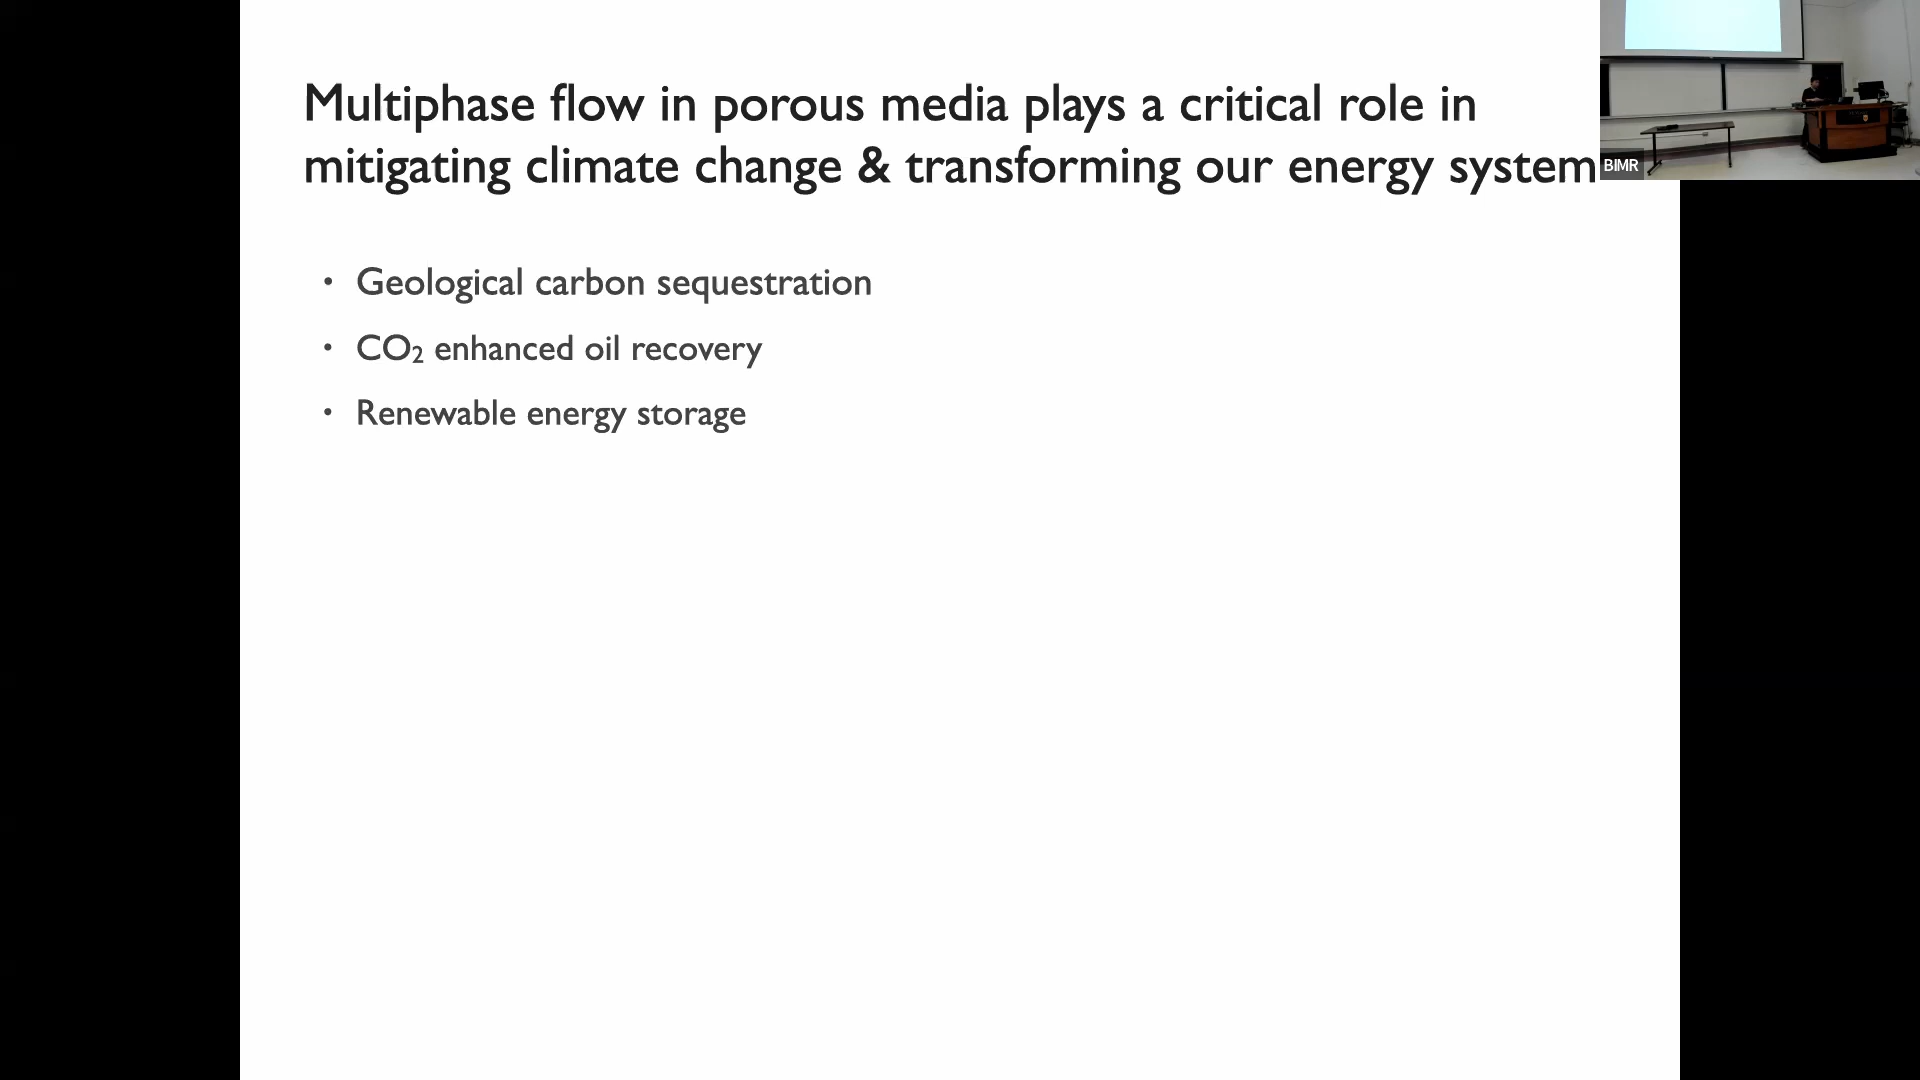 Multiphase flow in porous media plays a critical role in
mitigating climate change & transforming our energy system
• Geological carbon sequestration
• CO₂ enhanced oil recovery
• Renewable energy storage
BIMR